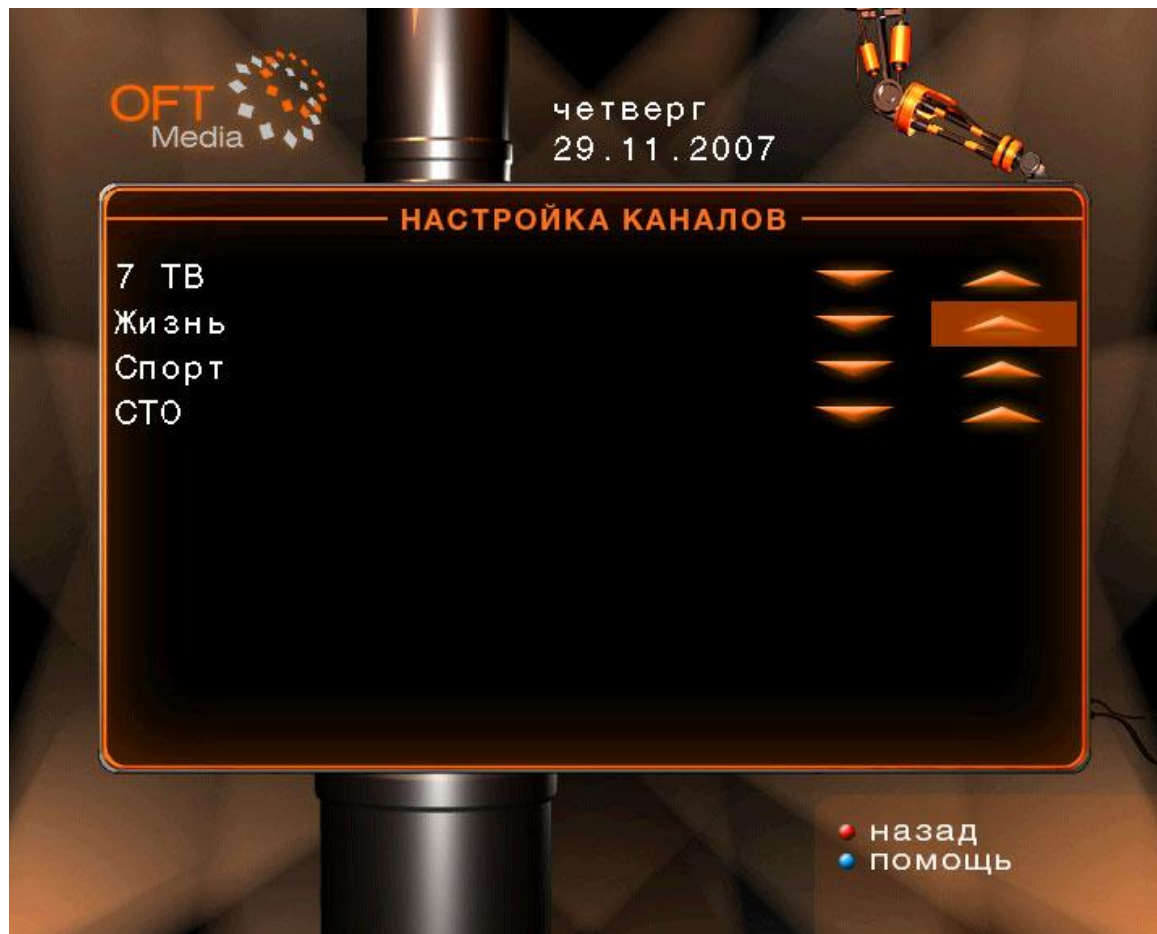 OFT
Media
четверг
29.11.2007
НАСТРОЙКА КАНАЛОВ
7 ТВ
Жизнь
Спорт
СТО
назад
помощь